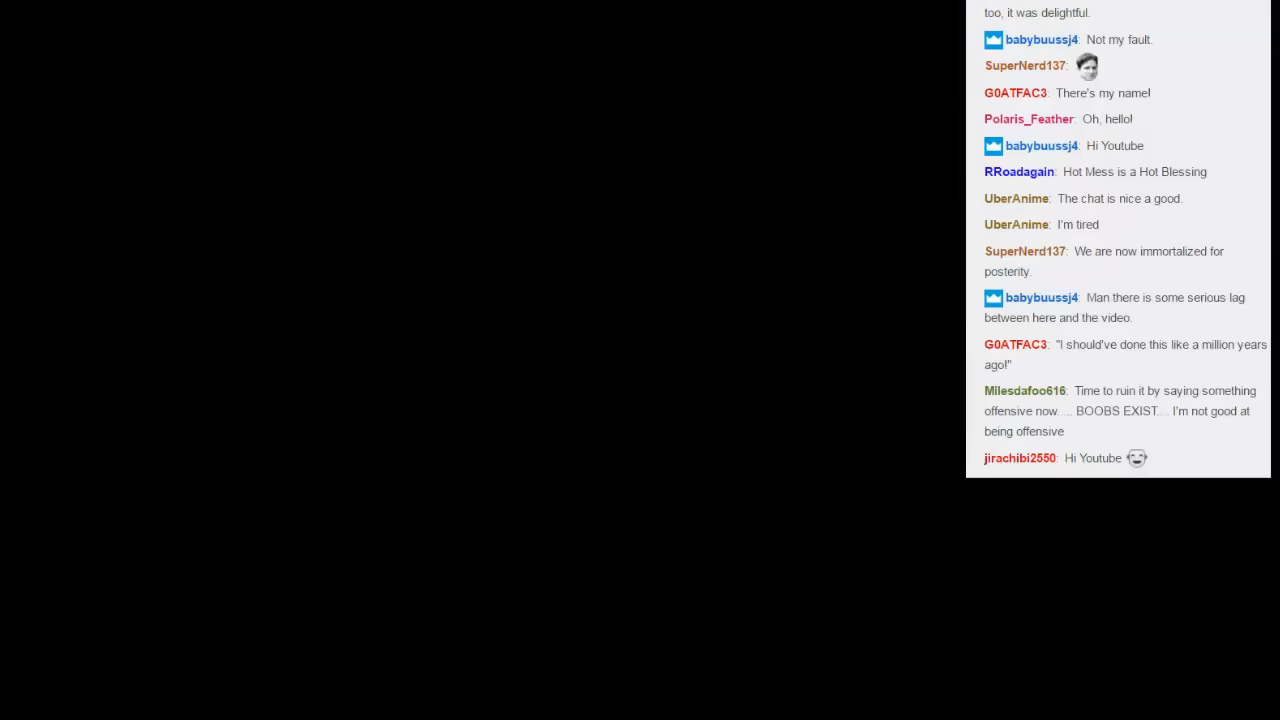 too, it was delightful.
babybuussj4: Not my fault.
SuperNerd137:
G0ATFAC3: There's my name!
Polaris_Feather: Oh, hello!
babybuussj4: Hi Youtube
RRoadagain: Hot Mess is a Hot Blessing
UberAnime: The chat is nice a good.
UberAnime: I'm tired
SuperNerd137: We are now immortalized for
posterity.
babybuussj4: Man there is some serious lag
between here and the video.
G0ATFAC3: "I should've done this like a million years
ago!"
Milesdafoo616: Time to ruin it by saying something
offensive now..... BOOBS EXIST.... I'm not good at
being offensive
jirachibi2550: Hi Youtube